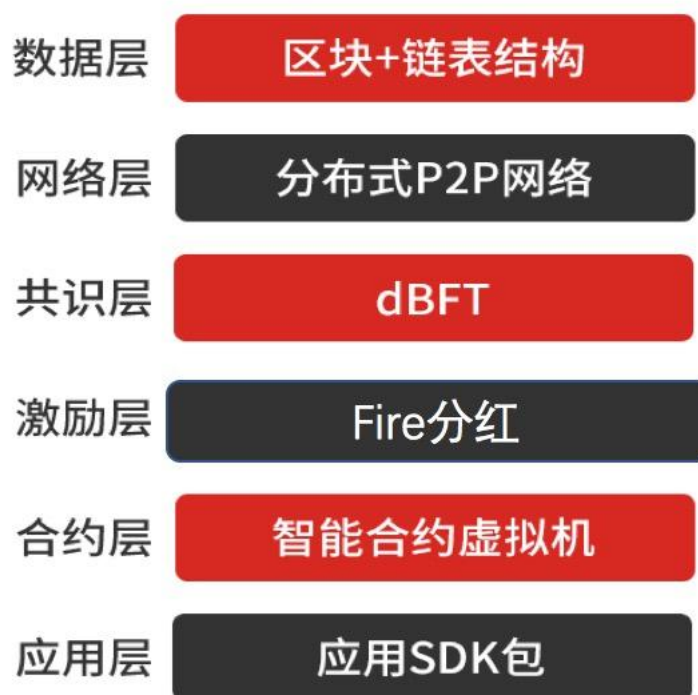 数据层 区块+链表结构
网络层 分布式P2P网络
共识层 dBFT
激励层 Fire分红
合约层 智能合约虚拟机
应用层 应用SDK包